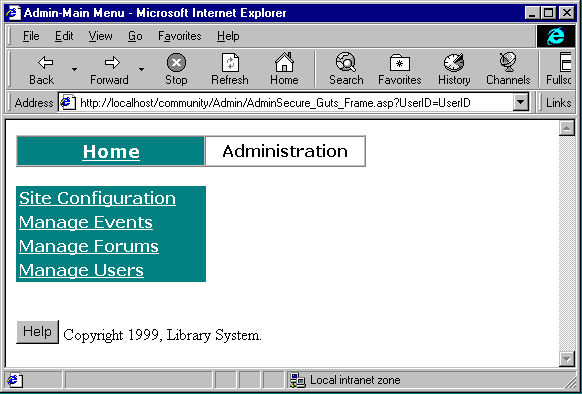 Admin-Main Menu - Microsoft Internet Explorer
File Edit View Go Favorites Help
Back Forward Stop Refresh Home Search Favorites History Channels Fullsc
Address http://localhost/community/Admin/AdminSecure_Guts_Frame.asp?UserID=UserID Links
Home Administration
Site Configuration
Manage Events
Manage Forums
Manage Users
Help Copyright 1999, Library System.
Local intranet zone